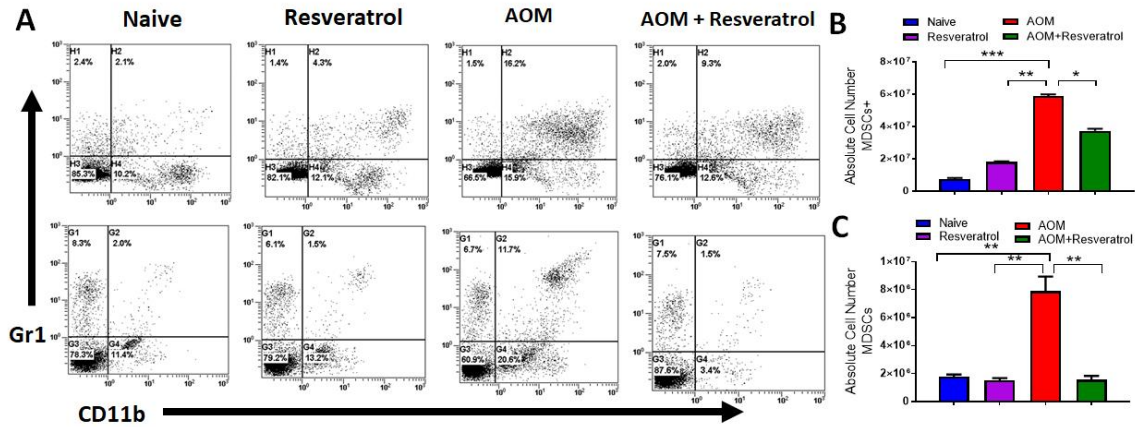 A
Naive
Resveratrol
AOM
AOM + Resveratrol
H1
2.4%
H2
2.1%
H3
85.3%
H4
10.2%
H1
1.4%
H2
4.3%
H3
82.1%
H4
12.1%
H1
1.5%
H2
16.2%
H3
66.5%
H4
15.9%
H1
2.0%
H2
9.3%
H3
76.1%
H4
12.6%
G1
8.3%
G2
2.0%
G3
78.3%
G4
11.4%
G1
6.1%
G2
1.5%
G3
79.2%
G4
13.2%
G1
6.7%
G2
11.7%
G3
60.9%
G4
20.6%
G1
7.5%
G2
1.5%
G3
87.6%
G4
3.4%
Gr1
CD11b
B
Naive
AOM
Resveratrol
AOM+Resveratrol
Absolute Cell Number
MDSCs+
8×10⁷
6×10⁷
4×10⁷
2×10⁷
0
***
**
*
C
Naive
AOM
Resveratrol
AOM+Resveratrol
Absolute Cell Number
MDSCs
1×10⁷
8×10⁶
6×10⁶
4×10⁶
2×10⁶
0
**
**
**